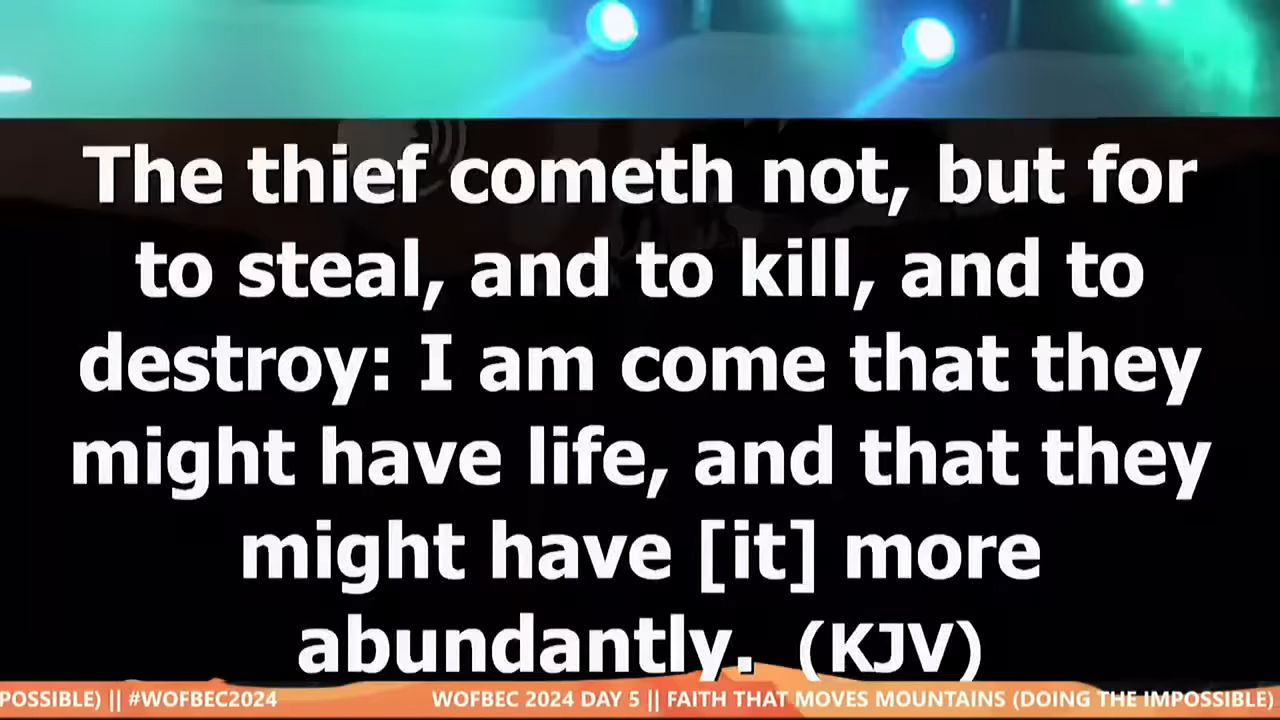 The thief cometh not, but for
to steal, and to kill, and to
destroy: I am come that they
might have life, and that they
might have [it] more
abundantly. (KJV)
POSSIBLE) || #WOFBEC2024 WOFBEC 2024 DAY 5 || FAITH THAT MOVES MOUNTAINS (DOING THE IMPOSSIBLE)